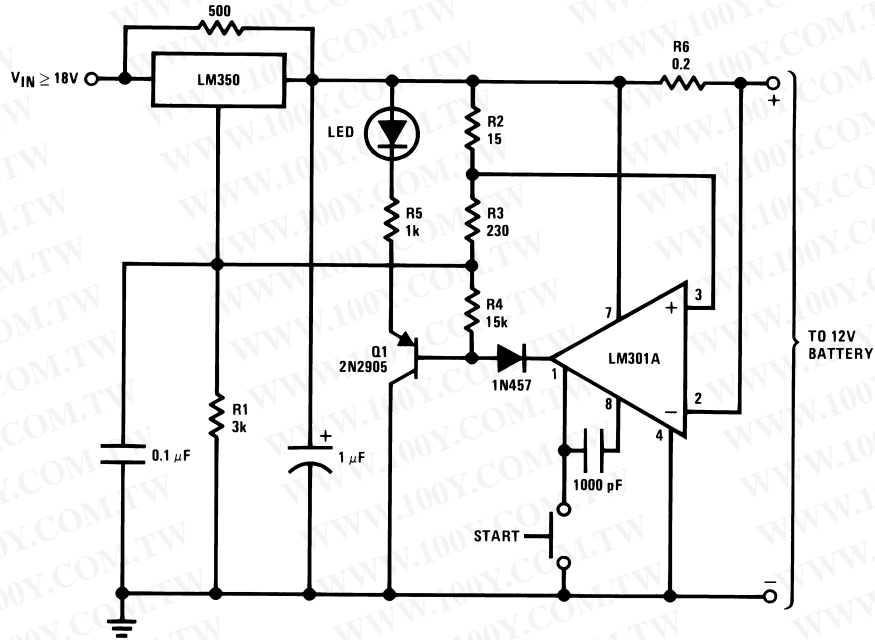 500
VIN ≥ 18V
LM350
R6
0.2
+
LED
R2
15
R5
1k
R3
230
R4
15k
3
7
+
TO 12V
BATTERY
Q1
2N2905
1N457
1
LM301A
8
–
2
4
R1
3k
0.1 μF
+
1 μF
1000 pF
START
–
WWW.100Y.COM.TW